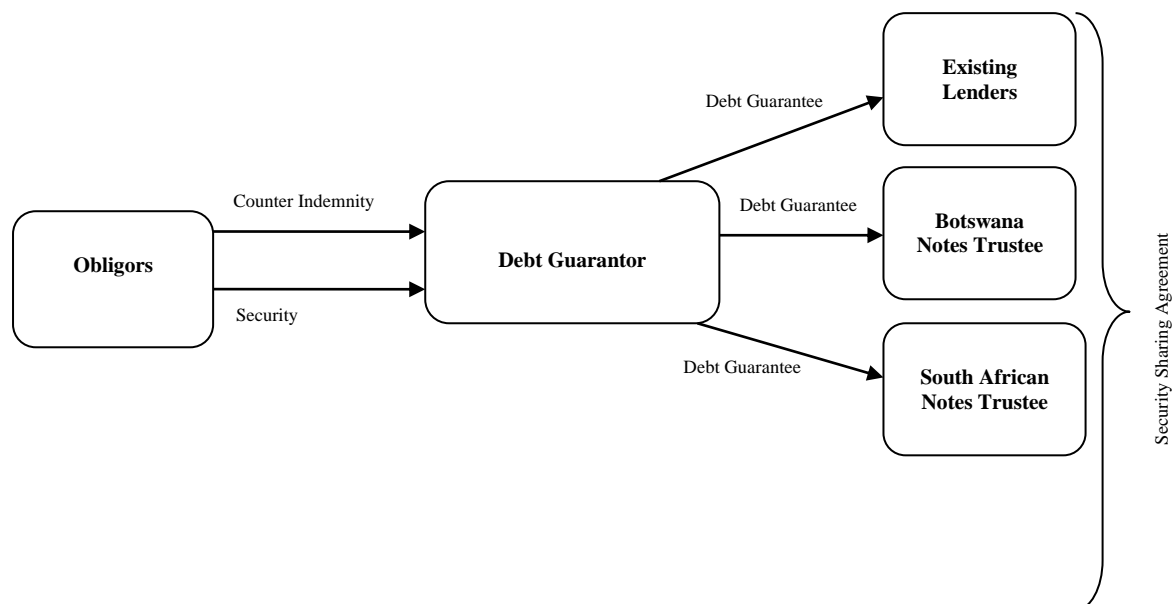 Existing
Lenders
Debt Guarantee
Botswana
Notes Trustee
Debt Guarantee
Counter Indemnity
Obligors
Debt Guarantor
Security
Debt Guarantee
South African
Notes Trustee
Security Sharing Agreement